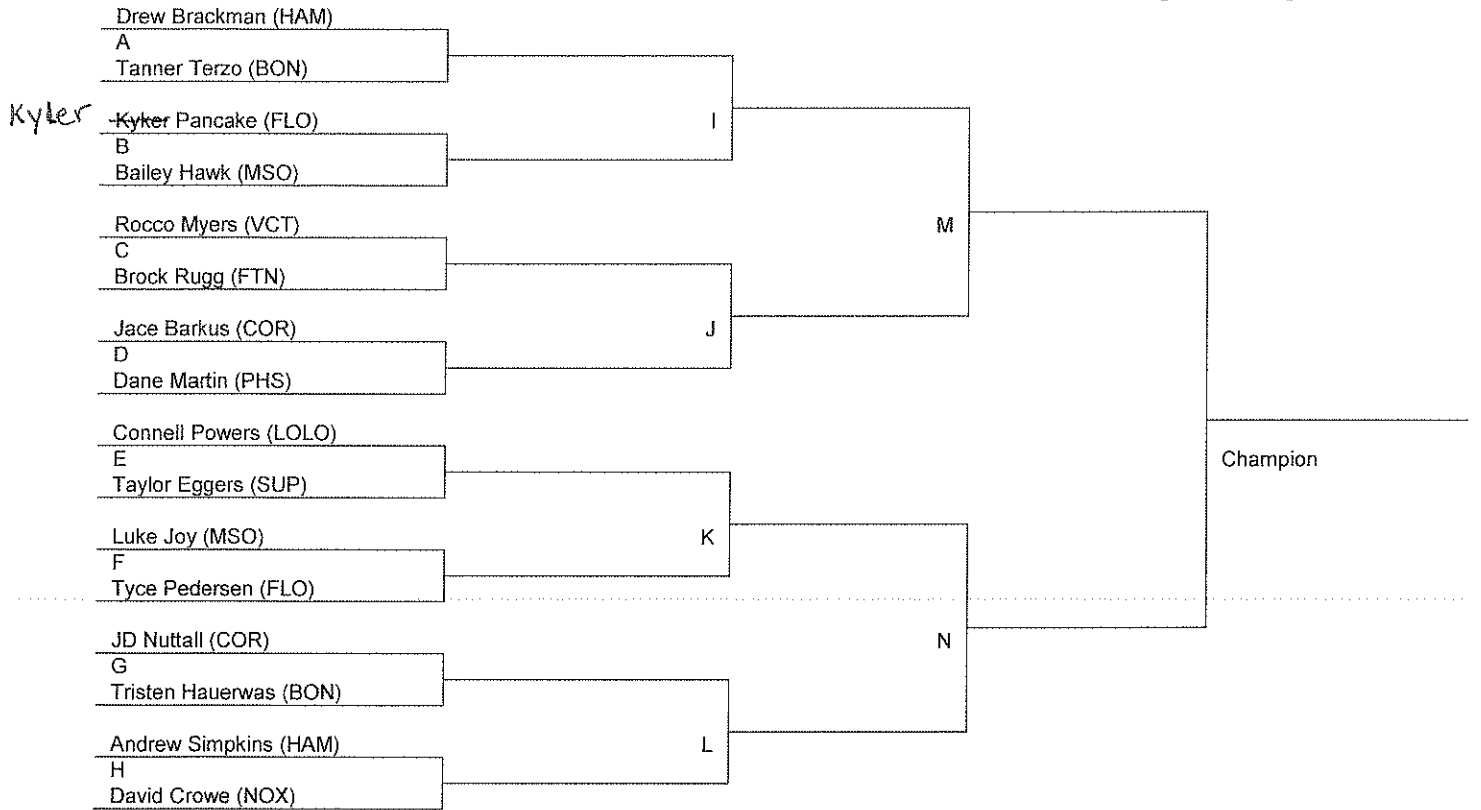 Drew Brackman (HAM)
A
Tanner Terzo (BON)
Kyler Kyker Pancake (FLO)
I
B
Bailey Hawk (MSO)
Rocco Myers (VCT)
M
C
Brock Rugg (FTN)
Jace Barkus (COR)
J
D
Dane Martin (PHS)
Connell Powers (LOLO)
E
Champion
Taylor Eggers (SUP)
Luke Joy (MSO)
K
F
Tyce Pedersen (FLO)
JD Nuttall (COR)
N
G
Tristen Hauerwas (BON)
Andrew Simpkins (HAM)
L
H
David Crowe (NOX)